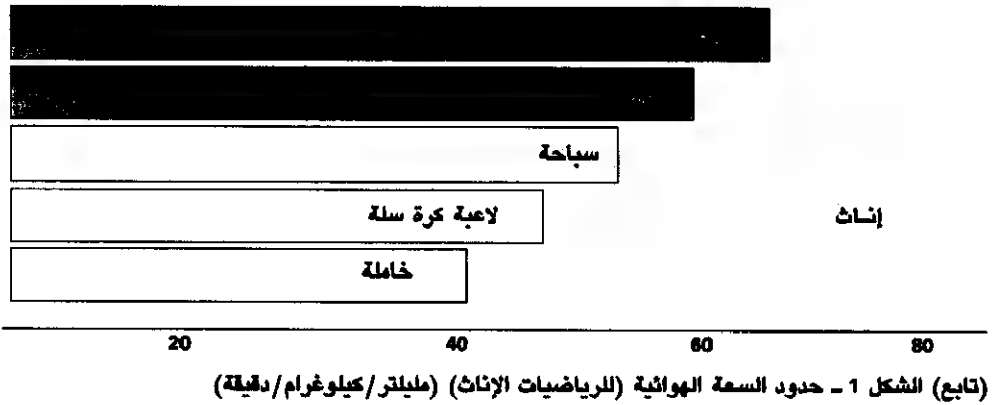 سباحة
لاعبة كرة سلة
إنـاث
خاملة
20 40 60 80
(تابع) الشكل 1 ـ حدود السعة الهوائية (للرياضيات الإناث) (مليلتر/كيلوغرام/دقيقة)